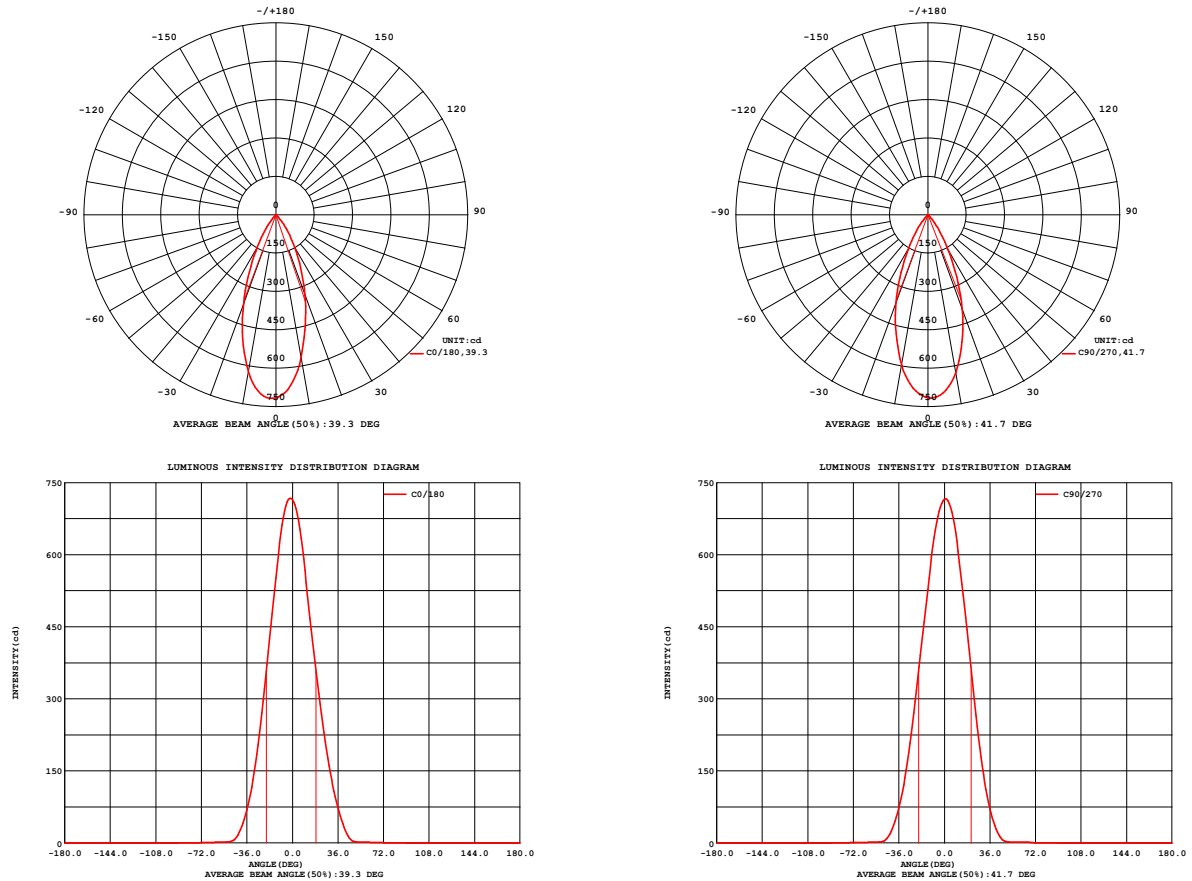 -/+180
-150
150
-120
120
-90
90
-60
60
-30
30
0
0
150
300
450
600
750
UNIT:cd
C0/180,39.3
AVERAGE BEAM ANGLE(50%):39.3 DEG
-/+180
-150
150
-120
120
-90
90
-60
60
-30
30
0
0
150
300
450
600
750
UNIT:cd
C90/270,41.7
AVERAGE BEAM ANGLE(50%):41.7 DEG
LUMINOUS INTENSITY DISTRIBUTION DIAGRAM
C0/180
750
600
450
300
150
0
INTENSITY(cd)
-180.0 -144.0 -108.0 -72.0 -36.0 0.0 36.0 72.0 108.0 144.0 180.0
ANGLE(DEG)
AVERAGE BEAM ANGLE(50%):39.3 DEG
LUMINOUS INTENSITY DISTRIBUTION DIAGRAM
C90/270
750
600
450
300
150
0
INTENSITY(cd)
-180.0 -144.0 -108.0 -72.0 -36.0 0.0 36.0 72.0 108.0 144.0 180.0
ANGLE(DEG)
AVERAGE BEAM ANGLE(50%):41.7 DEG